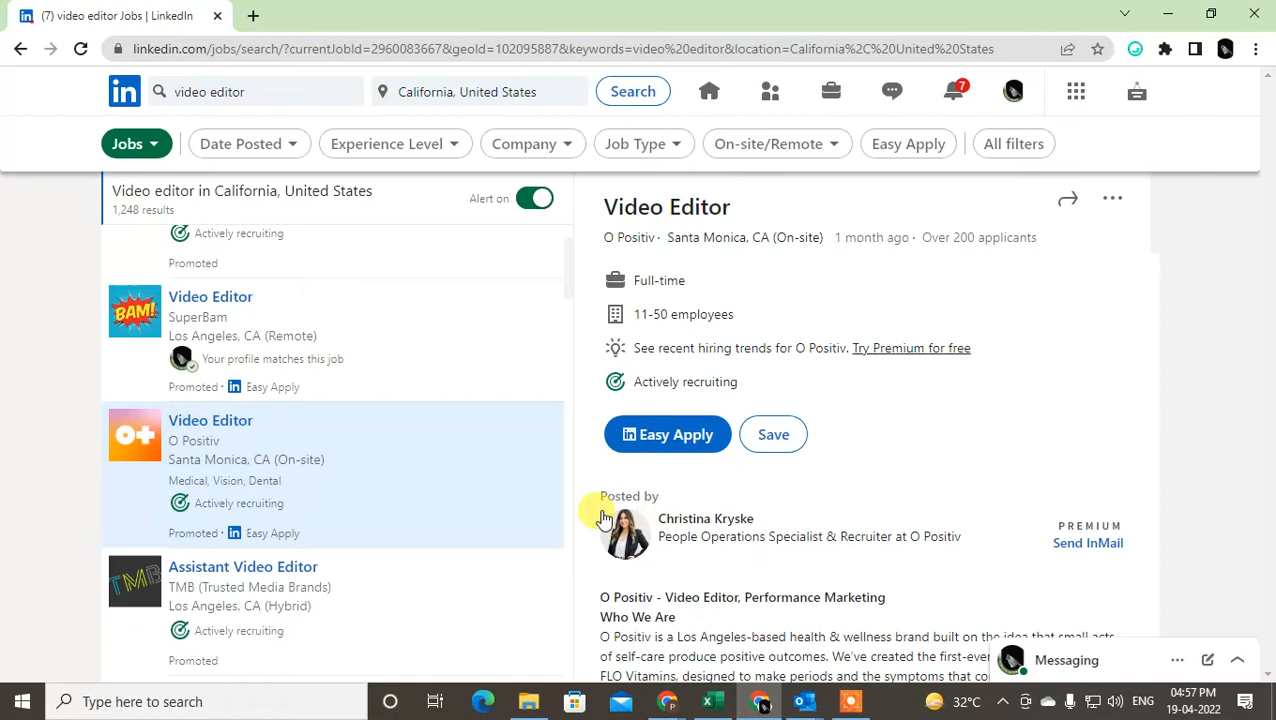 (7) video editor Jobs | LinkedIn
linkedin.com/jobs/search/?currentJobId=2960083667&geoId=102095887&keywords=video%20editor&location=California%2C%20United%20States
in
video editor
California, United States
Search
7
Jobs
Date Posted
Experience Level
Company
Job Type
On-site/Remote
Easy Apply
All filters
Video editor in California, United States
1,248 results
Alert on
Actively recruiting
Promoted
BAM!
Video Editor
SuperBam
Los Angeles, CA (Remote)
Your profile matches this job
Promoted · in Easy Apply
O+
Video Editor
O Positiv
Santa Monica, CA (On-site)
Medical, Vision, Dental
Actively recruiting
Promoted · in Easy Apply
TMB
Assistant Video Editor
TMB (Trusted Media Brands)
Los Angeles, CA (Hybrid)
Actively recruiting
Promoted
Video Editor
O Positiv · Santa Monica, CA (On-site) 1 month ago · Over 200 applicants
Full-time
11-50 employees
See recent hiring trends for O Positiv. Try Premium for free
Actively recruiting
in Easy Apply
Save
Posted by
Christina Kryske
People Operations Specialist & Recruiter at O Positiv
PREMIUM
Send InMail
O Positiv - Video Editor, Performance Marketing
Who We Are
O Positiv is a Los Angeles-based health & wellness brand built on the idea that small acts
of self-care produce positive outcomes. We've created the first-ever
FLO Vitamins, designed to make periods and the symptoms that co
Messaging
Type here to search
32°C
ENG
04:57 PM
19-04-2022